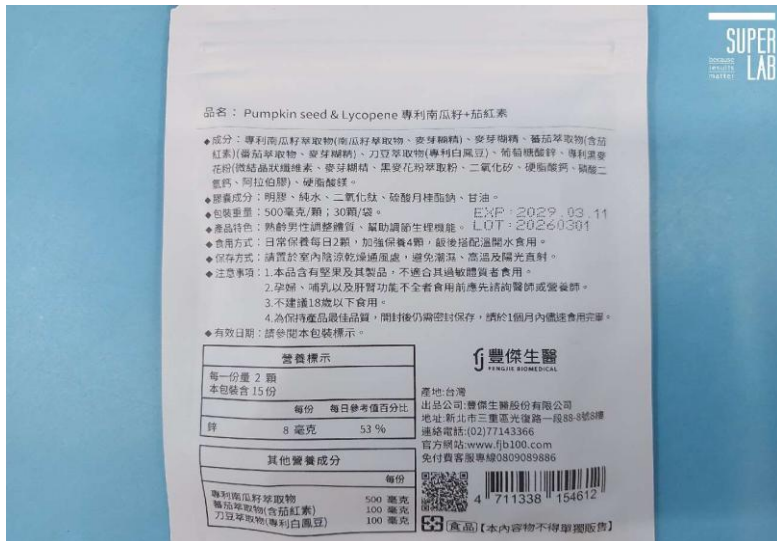 SUPER LAB
because results matter
品名： Pumpkin seed & Lycopene 專利南瓜籽+茄紅素
◆成分：專利南瓜籽萃取物(南瓜籽萃取物、麥芽糊精)、麥芽糊精、蕃茄萃取物(含茄
紅素)(蕃茄萃取物、麥芽糊精)、刀豆萃取物(專利白鳳豆)、葡萄糖酸鋅、專利黑麥
花粉(微結晶狀纖維素、麥芽糊精、黑麥花粉萃取粉、二氧化矽、硬脂酸鈣、磷酸二
氫鈣、阿拉伯膠)、硬脂酸鎂。
◆膠囊成分：明膠、純水、二氧化鈦、硫酸月桂酯鈉、甘油。
◆包裝重量：500毫克/顆；30顆/袋。 EXP:2029.03.11
◆產品特色：熟齡男性調整體質、幫助調節生理機能。 LOT:20260301
◆食用方式：日常保養每日2顆，加強保養4顆，飯後搭配溫開水食用。
◆保存方式：請置於室內陰涼乾燥通風處，避免潮濕、高溫及陽光直射。
◆注意事項：1.本品含有堅果及其製品，不適合其過敏體質者食用。
2.孕婦、哺乳以及肝腎功能不全者食用前應先諮詢醫師或營養師。
3.不建議18歲以下食用。
4.為保持產品最佳品質，開封後仍需密封保存，請於1個月內儘速食用完畢。
◆有效日期：請參閱本包裝標示。
營養標示
每一份量 2 顆
本包裝含 15份
每份 每日參考值百分比
鋅 8 毫克 53 %
其他營養成分
每份
專利南瓜籽萃取物 500 毫克
蕃茄萃取物(含茄紅素) 100 毫克
刀豆萃取物(專利白鳳豆) 100 毫克
fj 豐傑生醫
FENGJIE BIOMEDICAL
產地:台灣
出品公司:豐傑生醫股份有限公司
地址:新北市三重區光復路一段88-8號8樓
連絡電話:(02)77143366
官方網站:www.fjb100.com
免付費客服專線0809089886
4 711338 154612
食品【本內容物不得單獨販售】